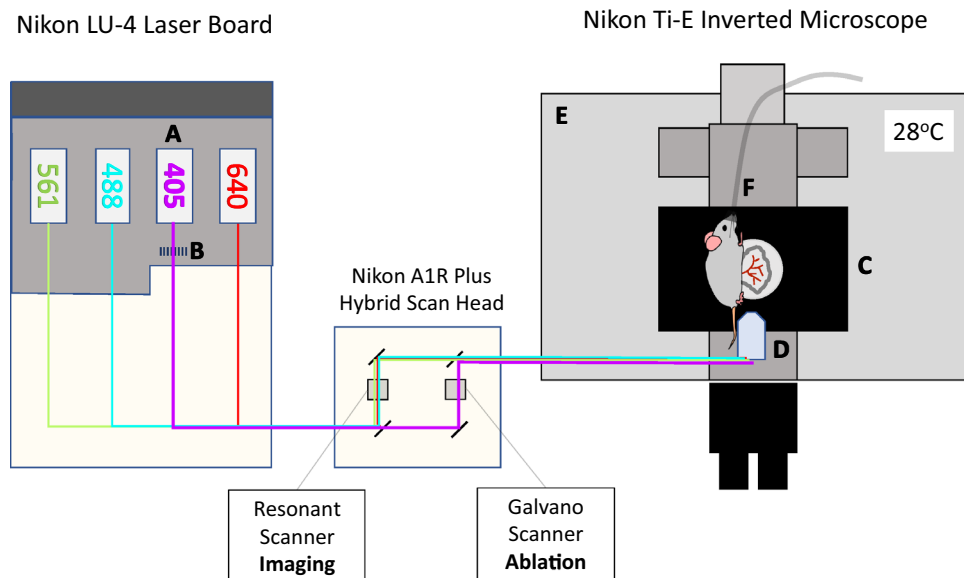 Nikon LU-4 Laser Board
Nikon Ti-E Inverted Microscope
A
561
488
405
640
B
E
28°C
F
C
D
Nikon A1R Plus
Hybrid Scan Head
Resonant
Scanner
Imaging
Galvano
Scanner
Ablation